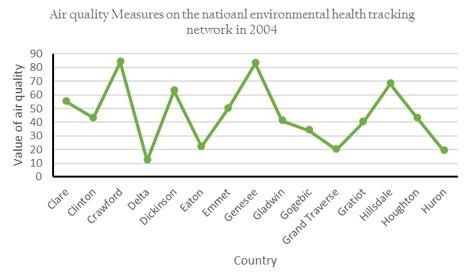 Air quality Measures on the natioanl environmental health tracking
network in 2004
Value of air quality
90
80
70
60
50
40
30
20
10
0
Clare
Clinton
Crawford
Delta
Dickinson
Eaton
Emmet
Genesee
Gladwin
Gogebic
Grand Traverse
Gratiot
Hillsdale
Houghton
Huron
Country